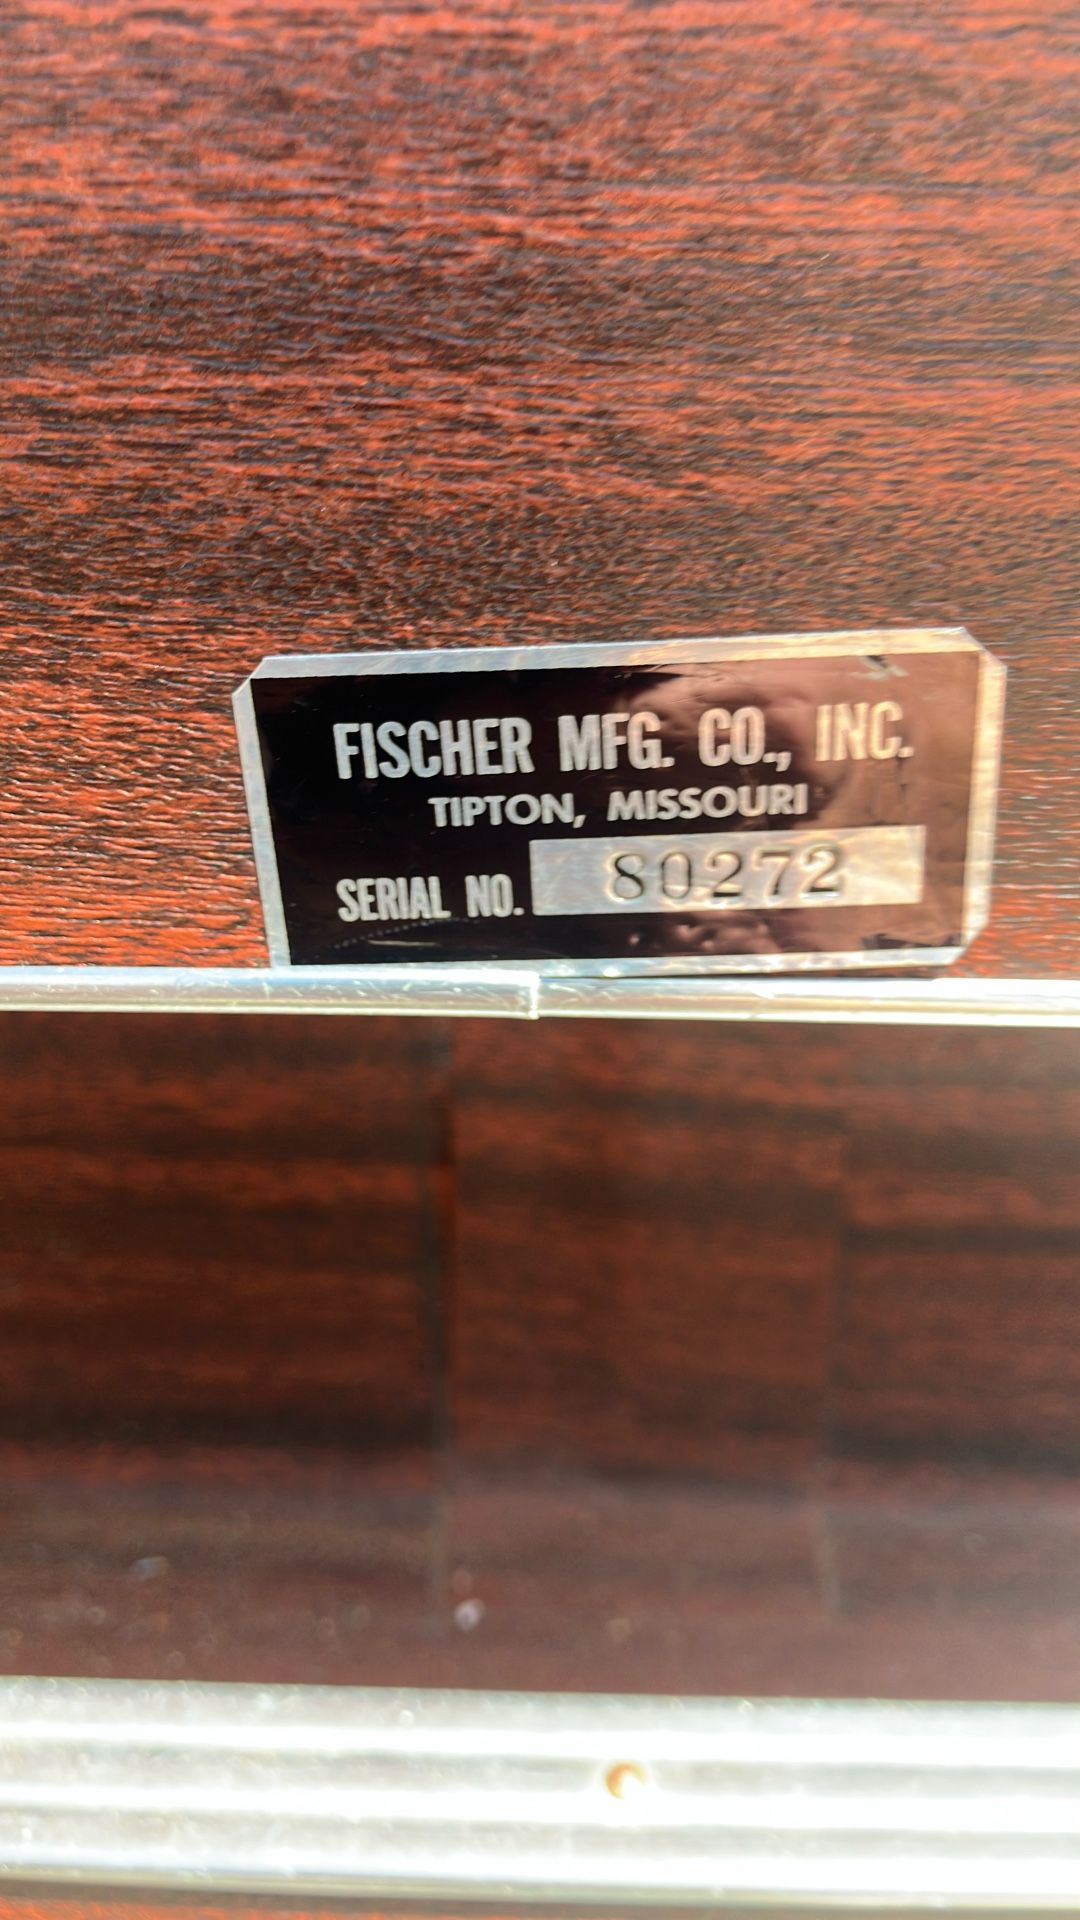 FISCHER MFG. CO., INC.
TIPTON, MISSOURI
SERIAL NO. 80272